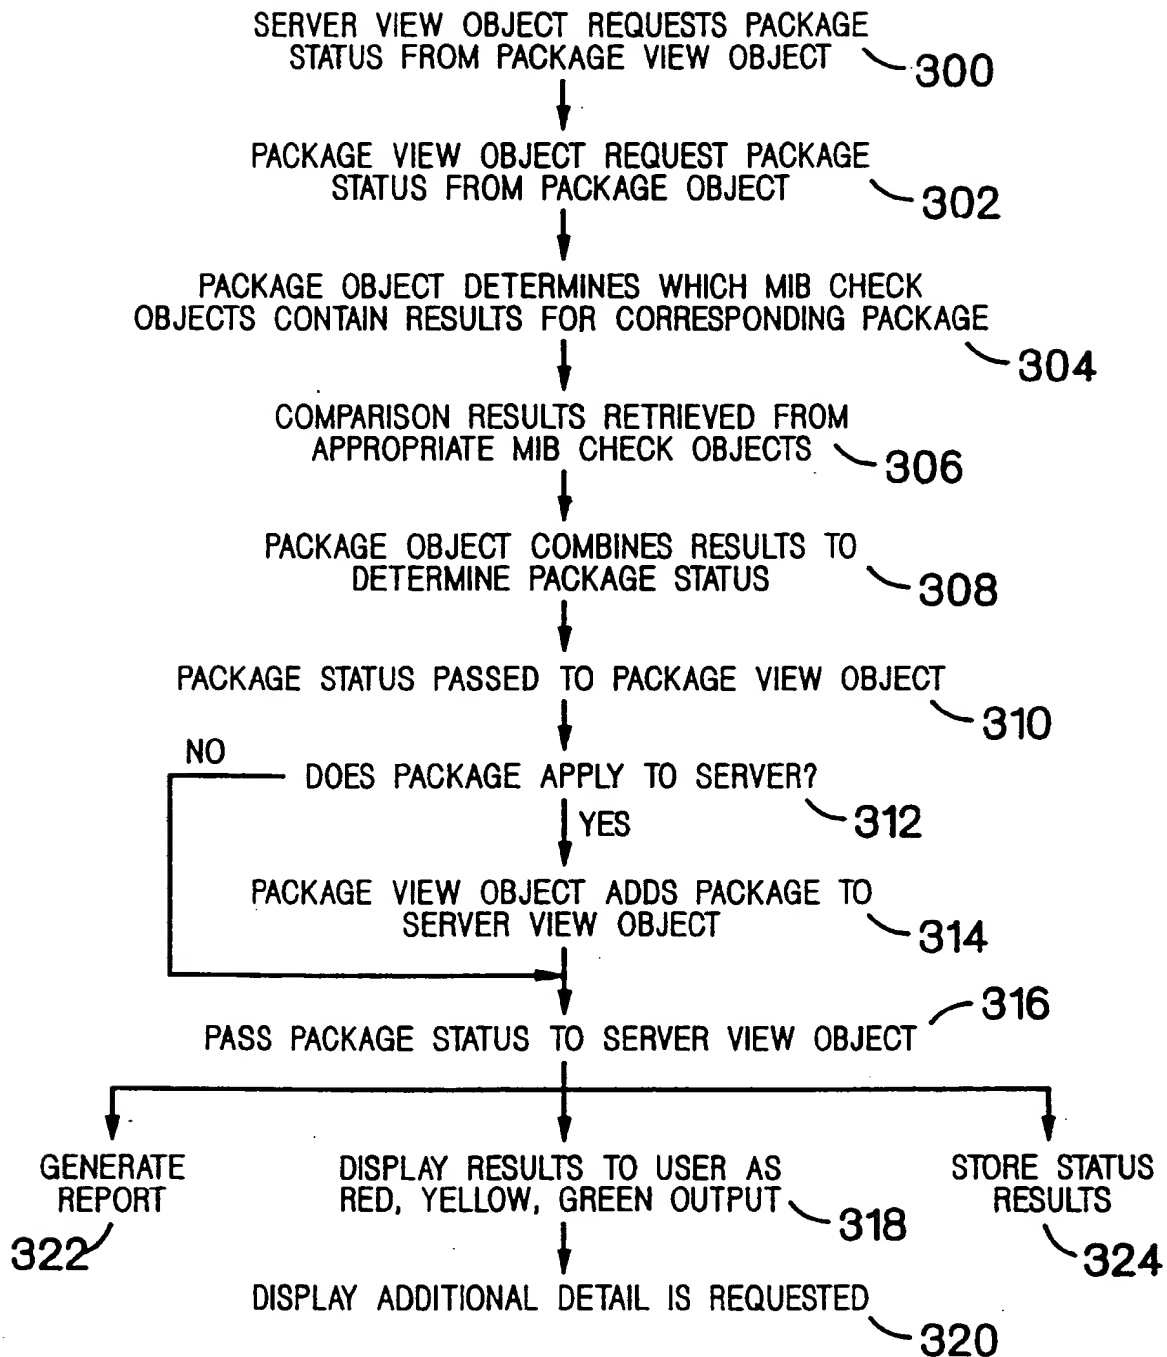 SERVER VIEW OBJECT REQUESTS PACKAGE
STATUS FROM PACKAGE VIEW OBJECT
300
PACKAGE VIEW OBJECT REQUEST PACKAGE
STATUS FROM PACKAGE OBJECT
302
PACKAGE OBJECT DETERMINES WHICH MIB CHECK
OBJECTS CONTAIN RESULTS FOR CORRESPONDING PACKAGE
304
COMPARISON RESULTS RETRIEVED FROM
APPROPRIATE MIB CHECK OBJECTS
306
PACKAGE OBJECT COMBINES RESULTS TO
DETERMINE PACKAGE STATUS
308
PACKAGE STATUS PASSED TO PACKAGE VIEW OBJECT
310
NO
DOES PACKAGE APPLY TO SERVER?
312
YES
PACKAGE VIEW OBJECT ADDS PACKAGE TO
SERVER VIEW OBJECT
314
316
PASS PACKAGE STATUS TO SERVER VIEW OBJECT
GENERATE
REPORT
322
DISPLAY RESULTS TO USER AS
RED, YELLOW, GREEN OUTPUT
318
STORE STATUS
RESULTS
324
DISPLAY ADDITIONAL DETAIL IS REQUESTED
320